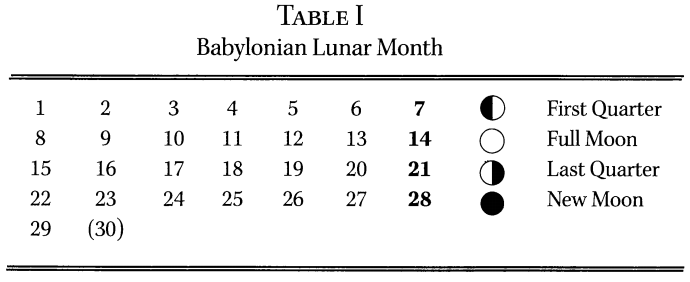 TABLE I
Babylonian Lunar Month
1 2 3 4 5 6 7 First Quarter
8 9 10 11 12 13 14 Full Moon
15 16 17 18 19 20 21 Last Quarter
22 23 24 25 26 27 28 New Moon
29 (30)